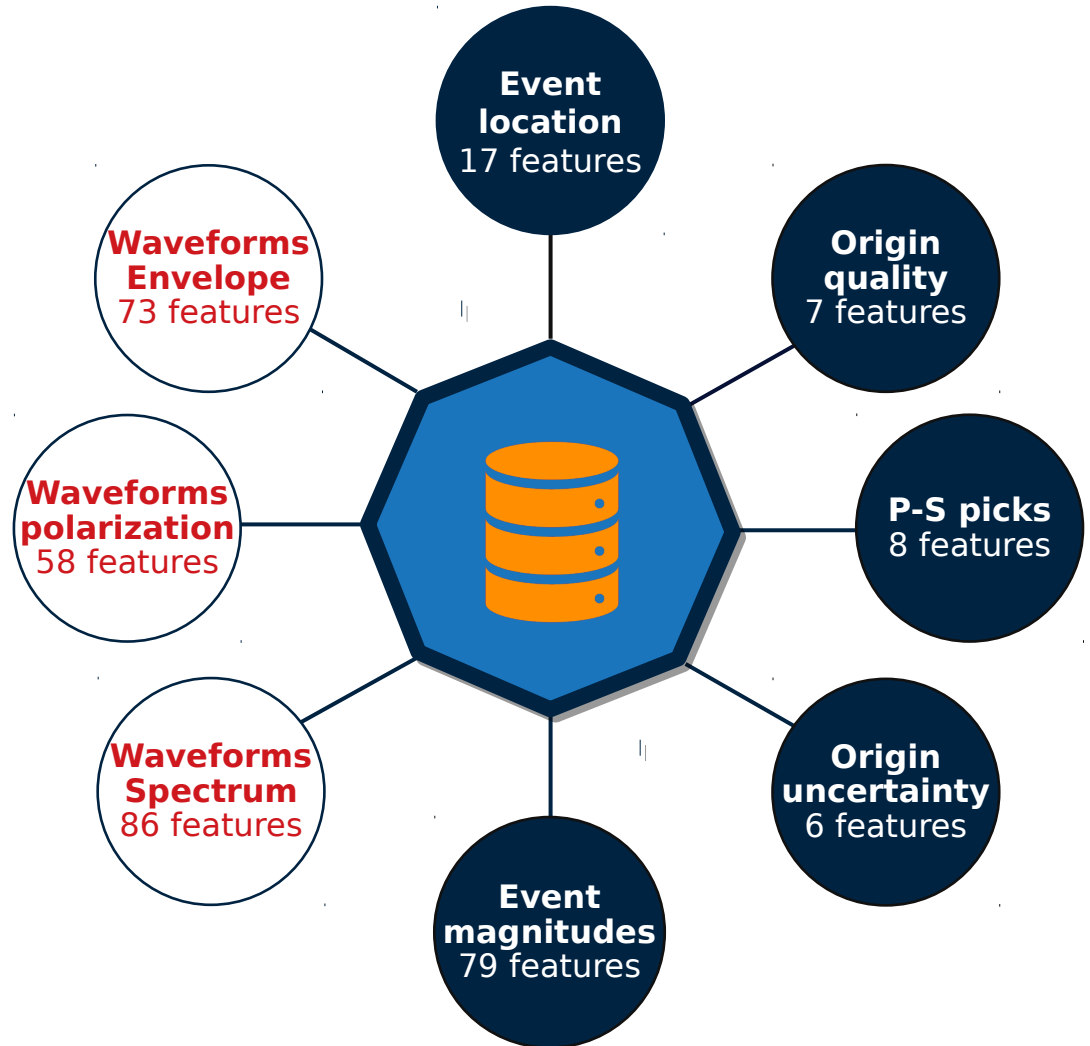 Event
location
17 features
Origin
quality
7 features
P-S picks
8 features
Origin
uncertainty
6 features
Event
magnitudes
79 features
Waveforms
Spectrum
86 features
Waveforms
polarization
58 features
Waveforms
Envelope
73 features